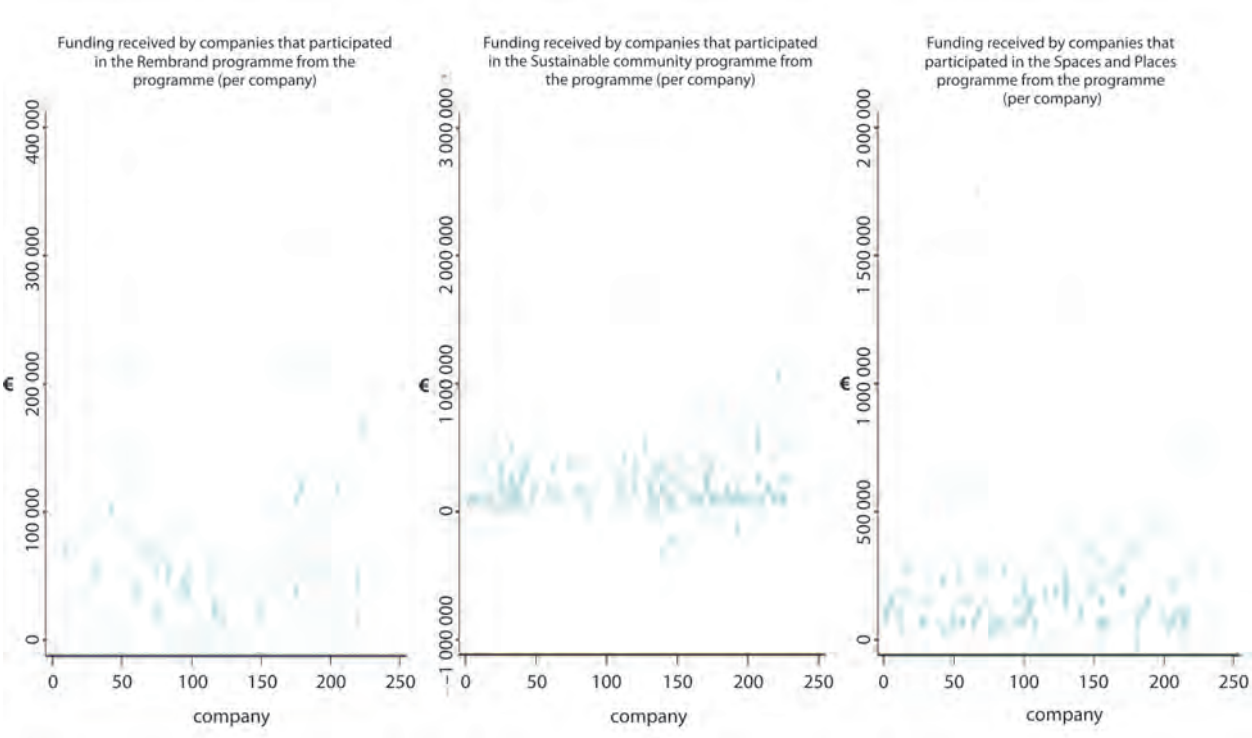 Funding received by companies that participated
in the Rembrand programme from the
programme (per company)
400 000
300 000
200 000
100 000
0
€
0 50 100 150 200 250
company
Funding received by companies that participated
in the Sustainable community programme from
the programme (per company)
3 000 000
2 000 000
1 000 000
0
—1 000 000
€
0 50 100 150 200 250
company
Funding received by companies that
participated in the Spaces and Places
programme from the programme
(per company)
2 000 000
1 500 000
1 000 000
500 000
0
€
0 50 100 150 200 250
company